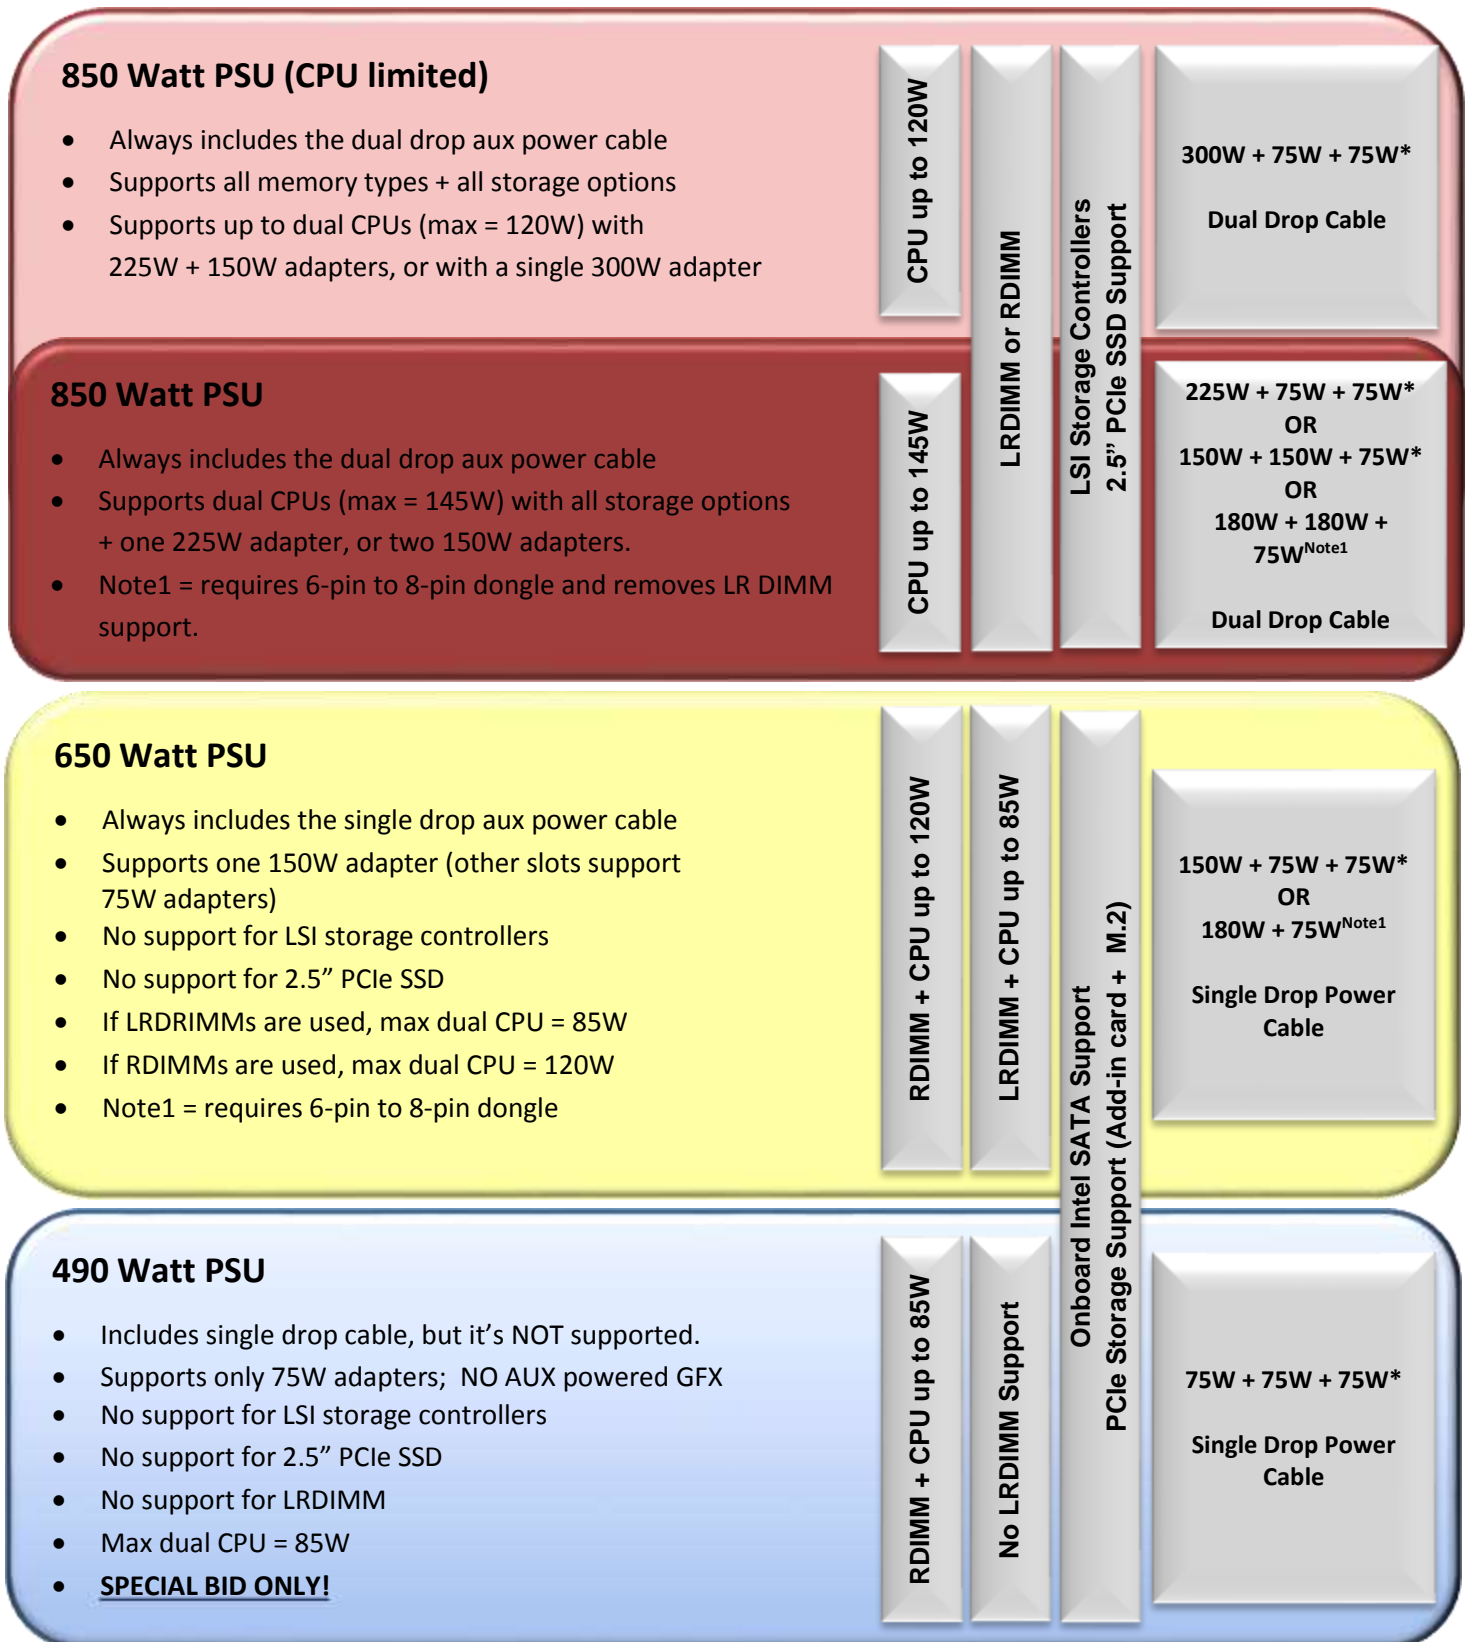 850 Watt PSU (CPU limited)
• Always includes the dual drop aux power cable
• Supports all memory types + all storage options
• Supports up to dual CPUs (max = 120W) with
225W + 150W adapters, or with a single 300W adapter
CPU up to 120W
LRDIMM or RDIMM
LSI Storage Controllers
2.5” PCIe SSD Support
300W + 75W + 75W*
Dual Drop Cable
850 Watt PSU
• Always includes the dual drop aux power cable
• Supports dual CPUs (max = 145W) with all storage options
+ one 225W adapter, or two 150W adapters.
• Note1 = requires 6-pin to 8-pin dongle and removes LR DIMM
support.
CPU up to 145W
225W + 75W + 75W*
OR
150W + 150W + 75W*
OR
180W + 180W +
75WNote1
Dual Drop Cable
650 Watt PSU
• Always includes the single drop aux power cable
• Supports one 150W adapter (other slots support
75W adapters)
• No support for LSI storage controllers
• No support for 2.5” PCIe SSD
• If LRDRIMMs are used, max dual CPU = 85W
• If RDIMMs are used, max dual CPU = 120W
• Note1 = requires 6-pin to 8-pin dongle
RDIMM + CPU up to 120W
LRDIMM + CPU up to 85W
Onboard Intel SATA Support
PCIe Storage Support (Add-in card + M.2)
150W + 75W + 75W*
OR
180W + 75WNote1
Single Drop Power
Cable
490 Watt PSU
• Includes single drop cable, but it’s NOT supported.
• Supports only 75W adapters; NO AUX powered GFX
• No support for LSI storage controllers
• No support for 2.5” PCIe SSD
• No support for LRDIMM
• Max dual CPU = 85W
• SPECIAL BID ONLY!
RDIMM + CPU up to 85W
No LRDIMM Support
75W + 75W + 75W*
Single Drop Power
Cable